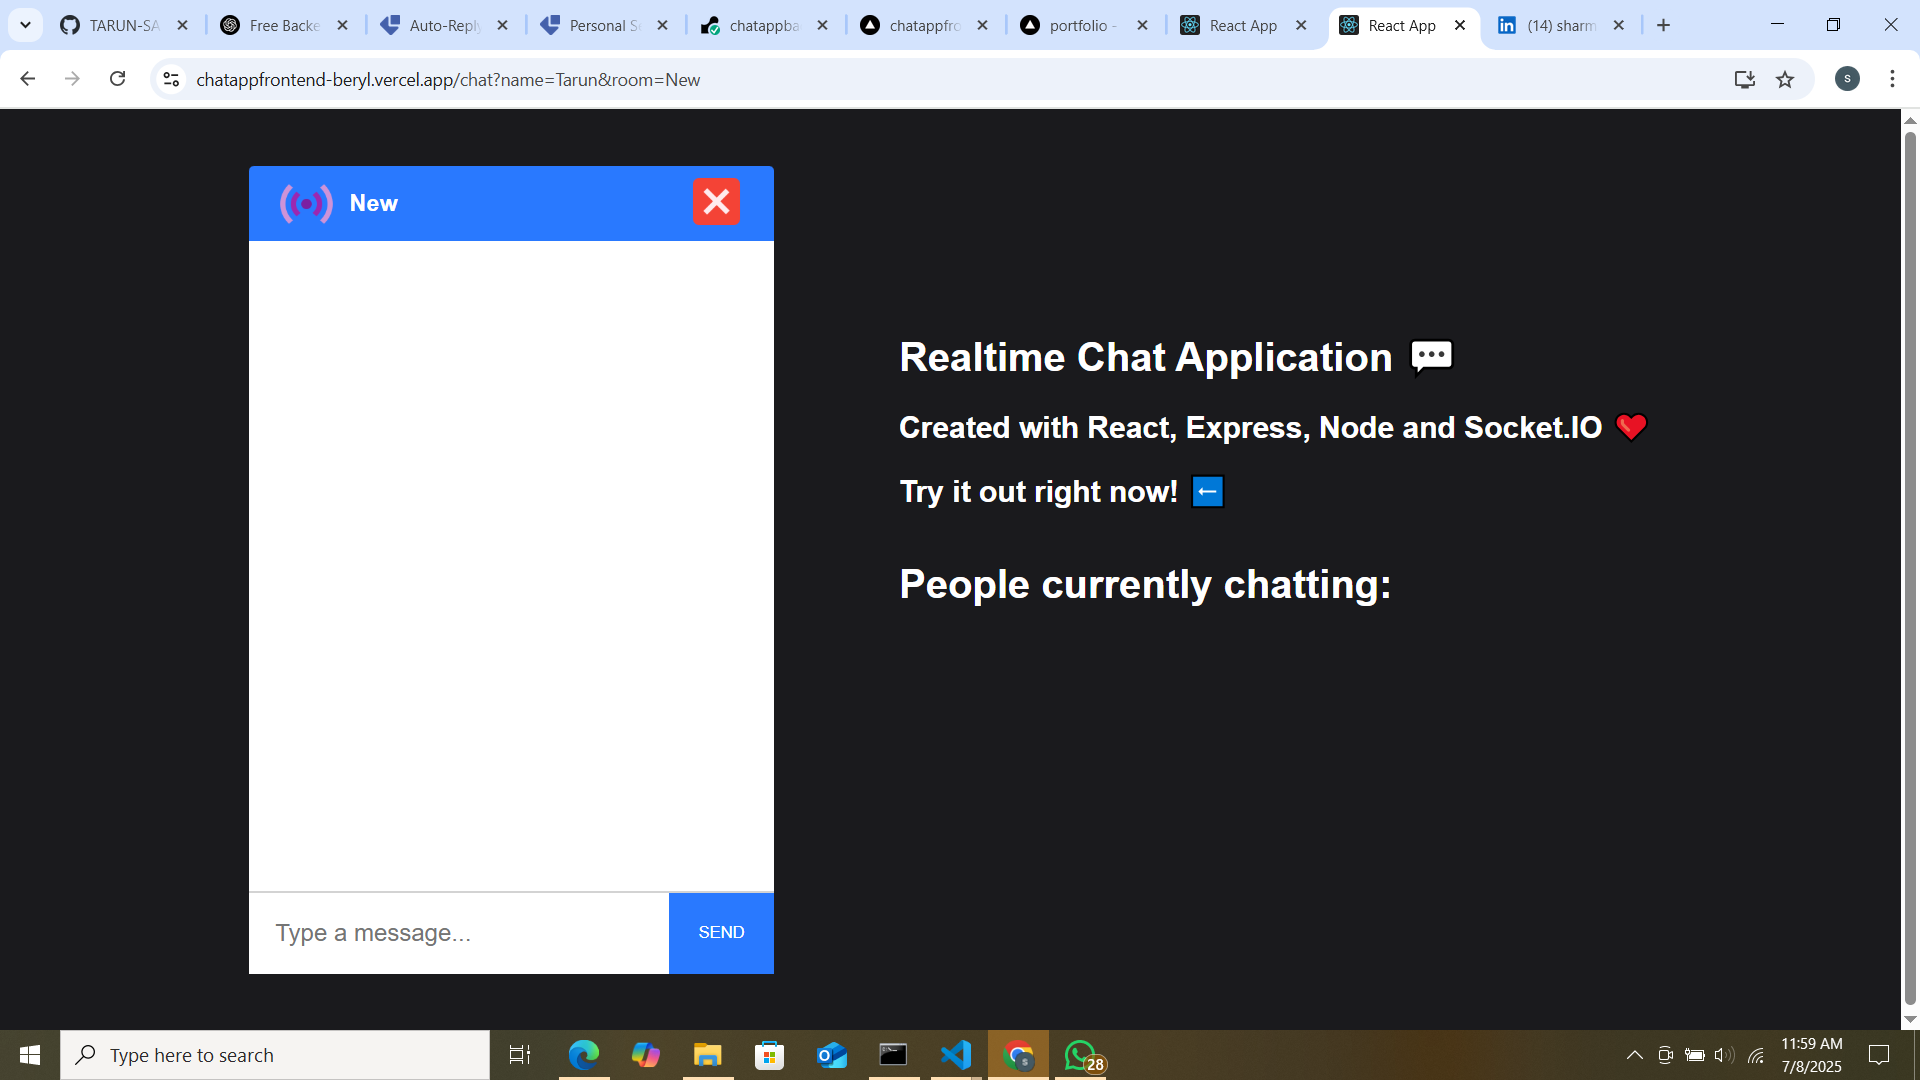 TARUN-SA
Free Backe
Auto-Reply
Personal Se
chatappba
chatappfro
portfolio -
React App
React App
(14) sharm
chatappfrontend-beryl.vercel.app/chat?name=Tarun&room=New
S
New
Realtime Chat Application
Created with React, Express, Node and Socket.IO
Try it out right now!
People currently chatting:
Type a message...
SEND
Type here to search
28
11:59 AM
7/8/2025